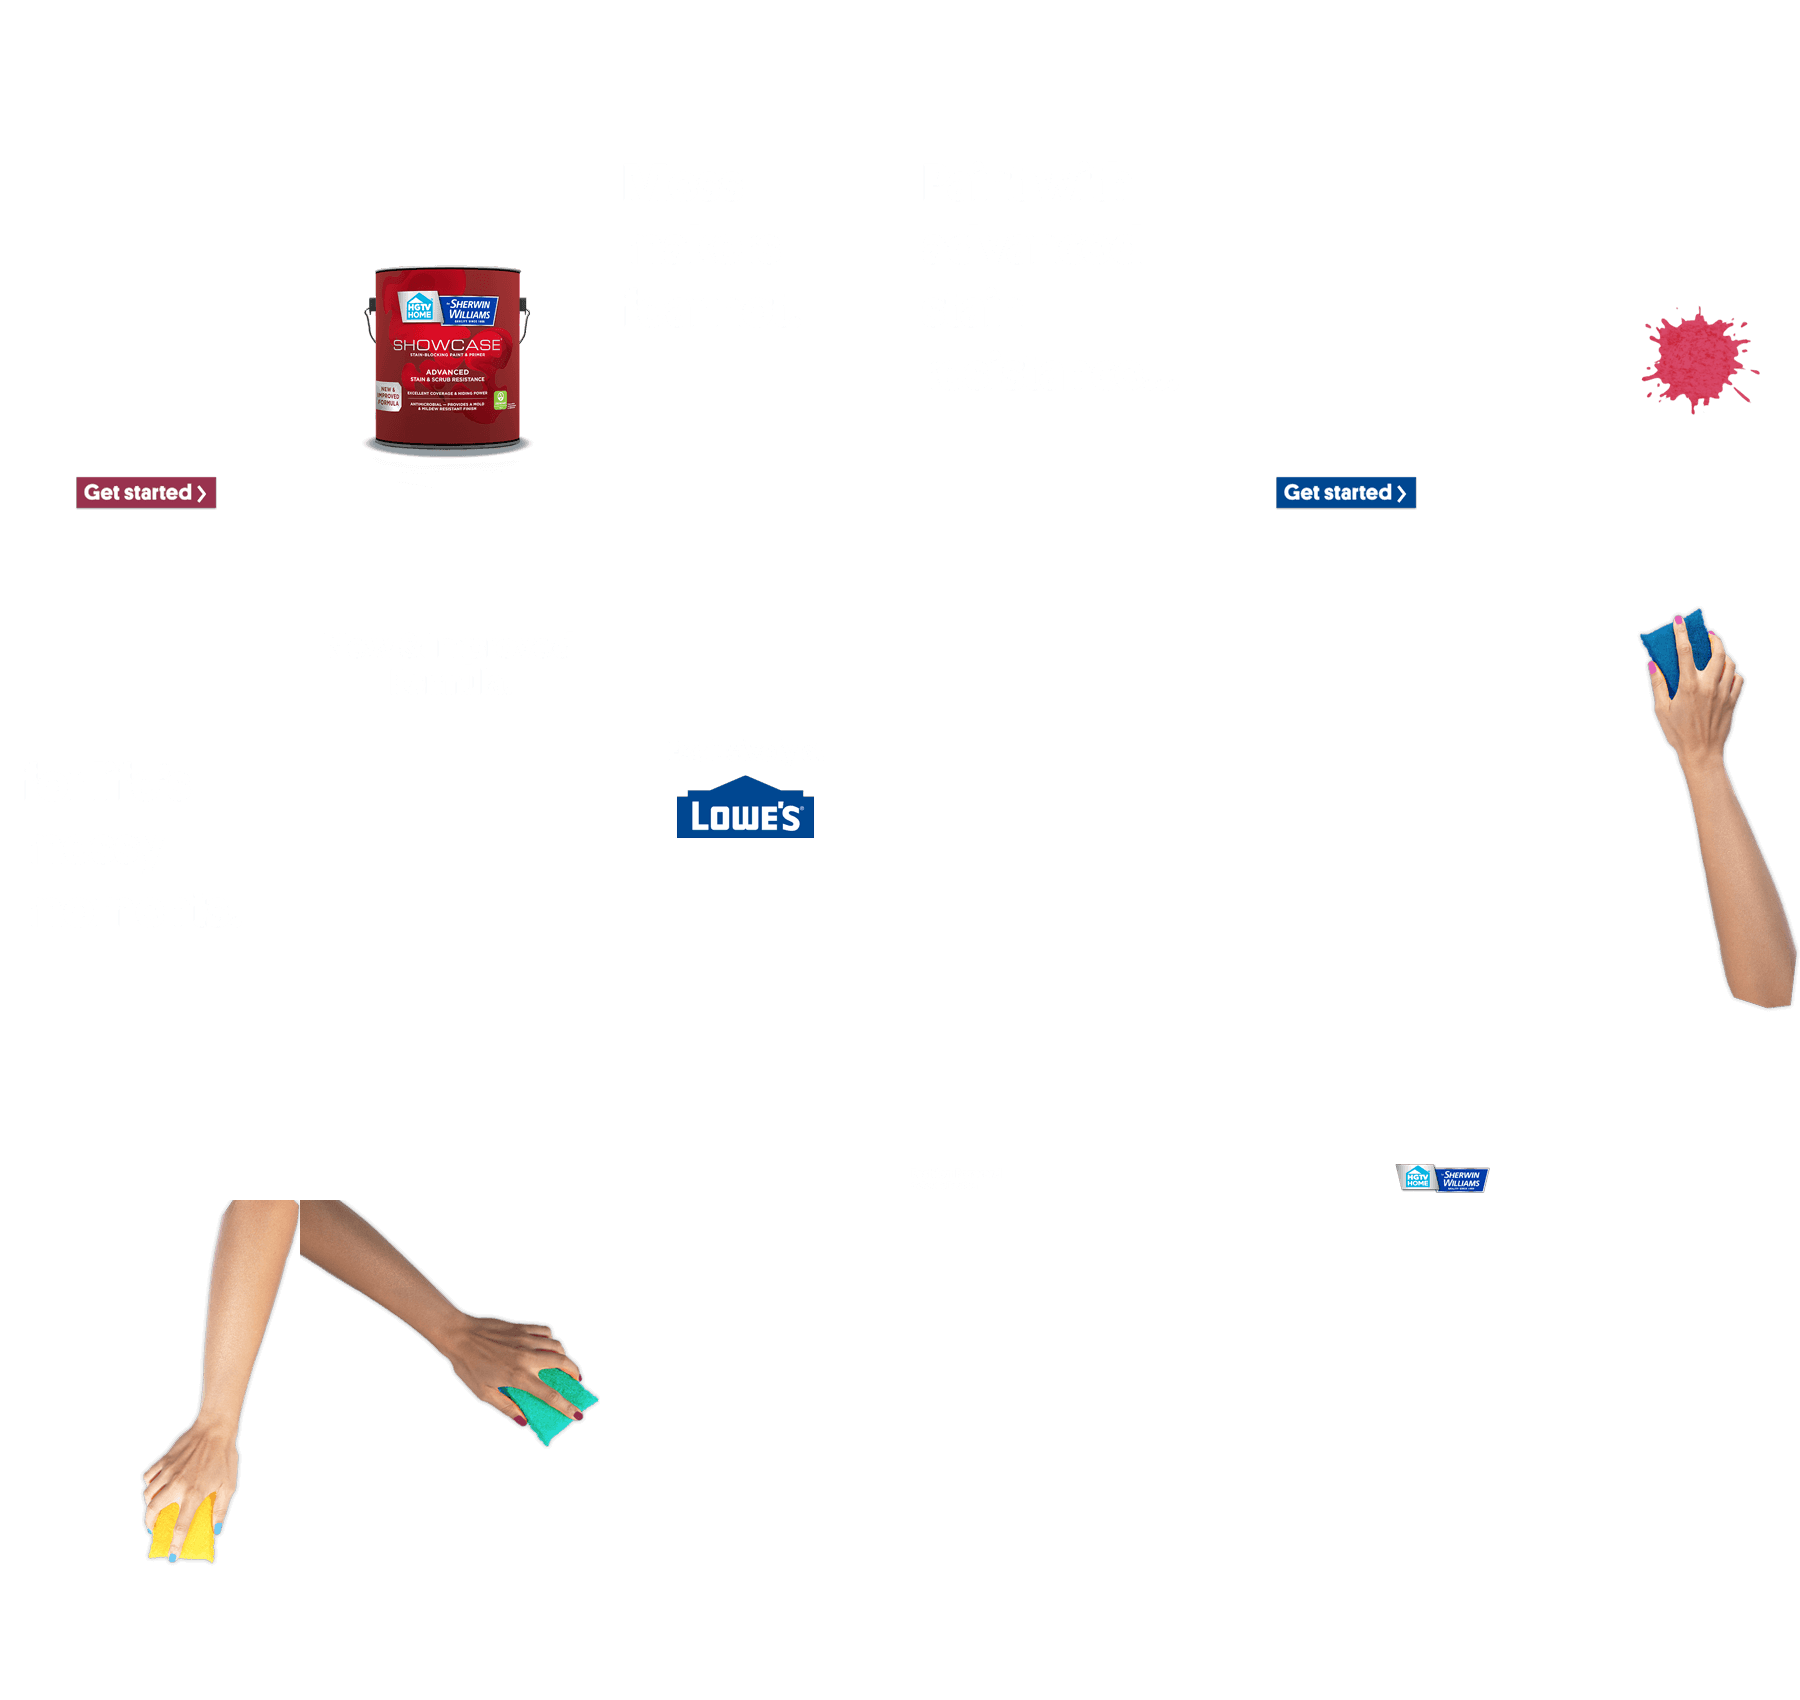 HGTV
HOME
BY SHERWIN
WILLIAMS
QUALITY SINCE 1866
SHOWCASE
STAIN-BLOCKING PAINT & PRIMER
ADVANCED
STAIN & SCRUB RESISTANCE
NEW &
IMPROVED
FORMULA
EXCELLENT COVERAGE & HIDING POWER
ANTIMICROBIAL — PROVIDES A MOLD
& MILDEW RESISTANT FINISH
Get started
Get started
LOWE'S®
HGTV
HOME
BY SHERWIN
WILLIAMS